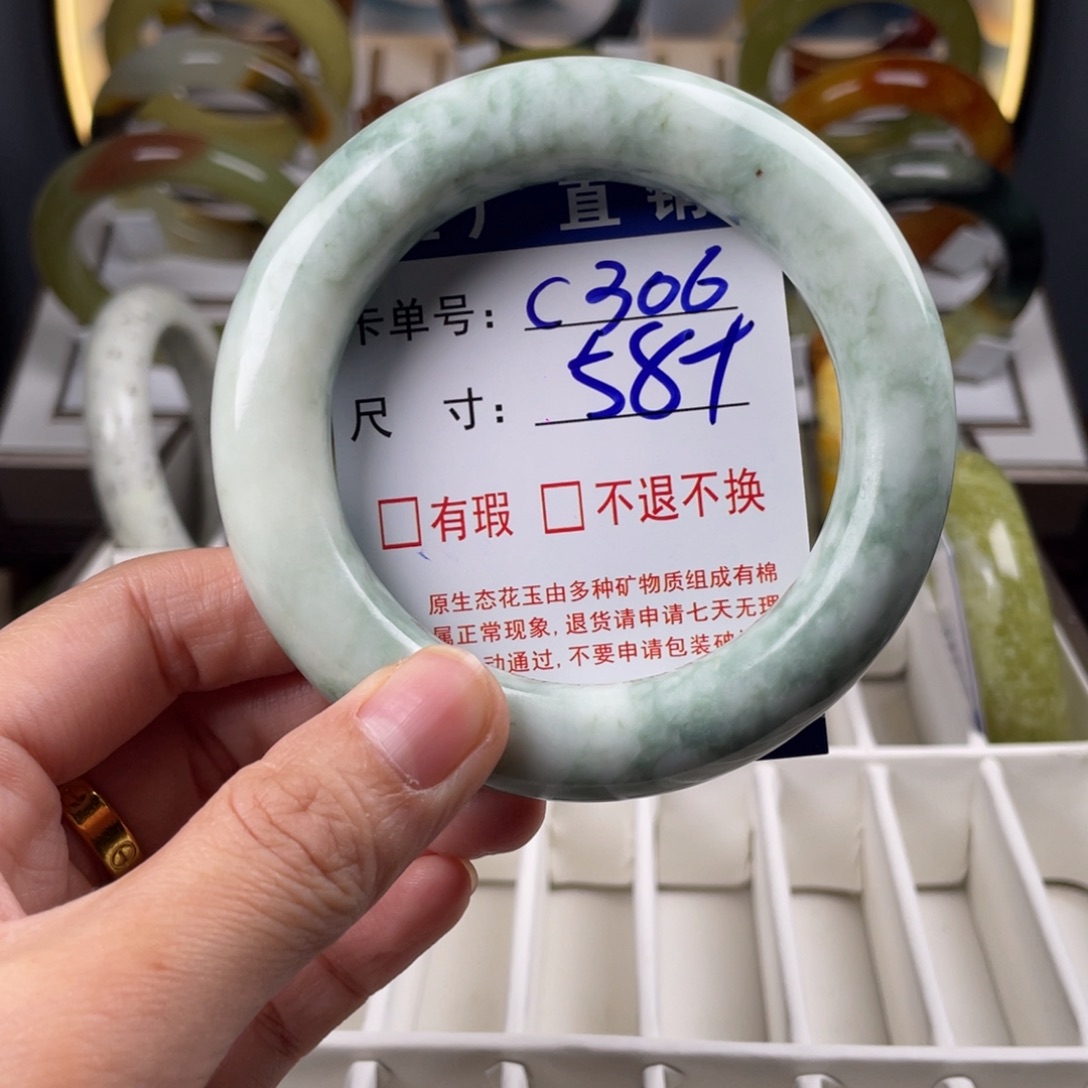 厂直销
卡单号: C306
尺 寸: 587
□有瑕 □不退不换
原生态花玉由多种矿物质组成有棉
属正常现象,退货请申请七天无理
动通过,不要申请包装破